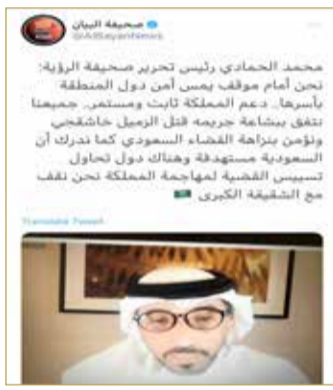 صحيفة البيان
@AlBayanNews
محمد الحمادي رئيس تحرير صحيفة الرؤية:
نحن أمام موقف يمس أمن دول المنطقة
بأسرها.. دعم المملكة ثابت ومستمر.. جميعنا
نتفق ببشاعة جريمه قتل الزميل خاشقجي
ونؤمن بنزاهة القضاء السعودي كما ندرك أن
السعودية مستهدفة وهناك دول تحاول
تسييس القضية لمهاجمة المملكة نحن نقف
مع الشقيقة الكبرى
Translate Tweet